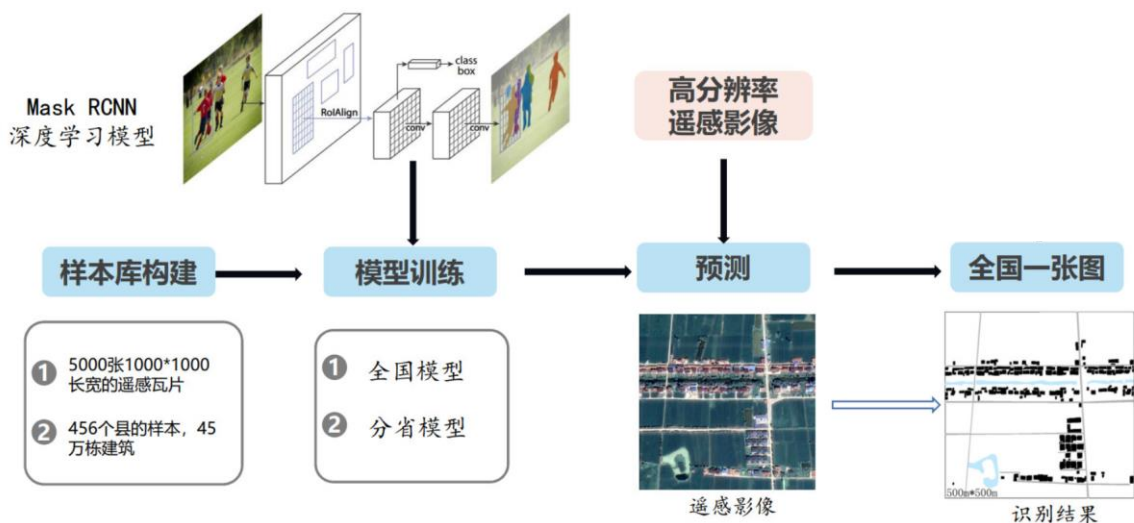 Mask RCNN
深度学习模型
RoIAlign
conv
conv
class
box
高分辨率
遥感影像
样本库构建
模型训练
预测
全国一张图
1
5000张1000*1000
长宽的遥感瓦片
2
456个县的样本，45
万栋建筑
1
全国模型
2
分省模型
500m*500m
遥感影像
识别结果